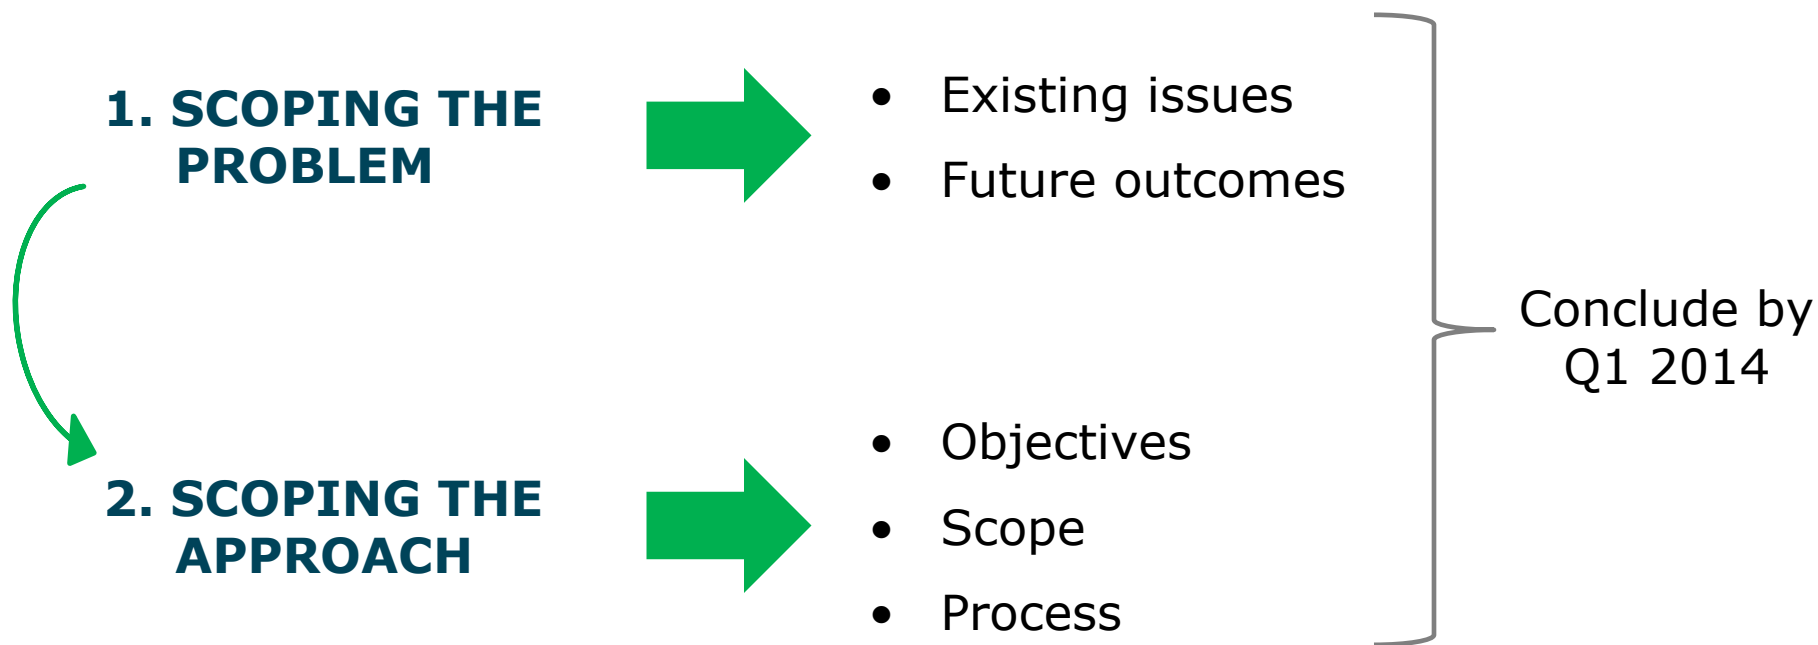 1. SCOPING THE
PROBLEM
• Existing issues
• Future outcomes
2. SCOPING THE
APPROACH
• Objectives
• Scope
• Process
Conclude by
Q1 2014